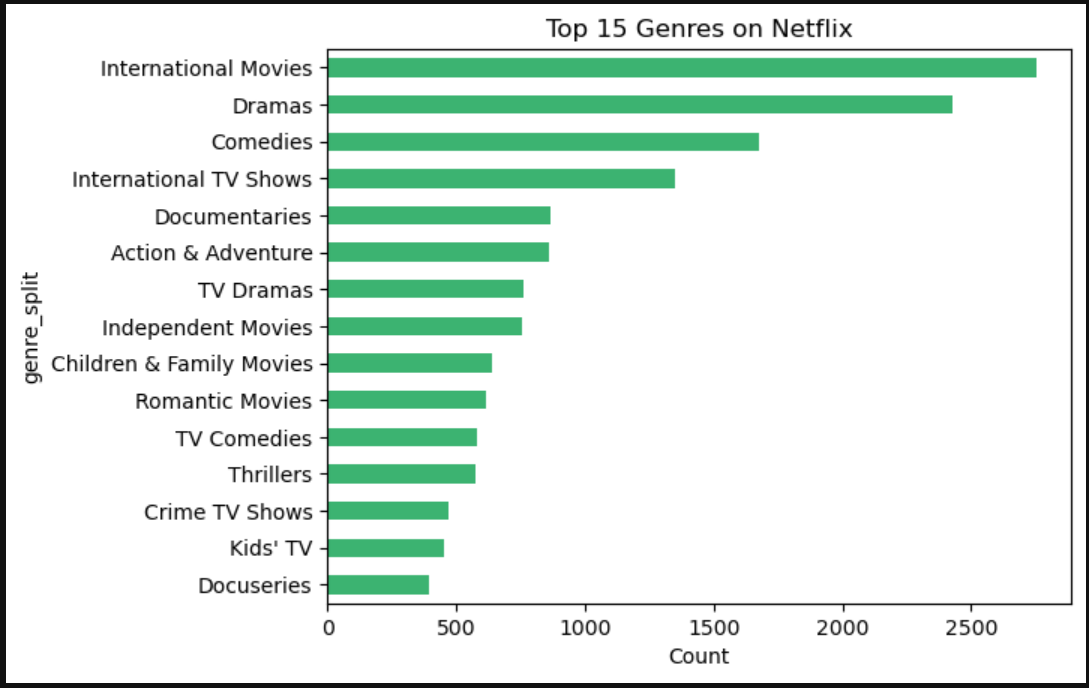 Top 15 Genres on Netflix
genre_split
International Movies
Dramas
Comedies
International TV Shows
Documentaries
Action & Adventure
TV Dramas
Independent Movies
Children & Family Movies
Romantic Movies
TV Comedies
Thrillers
Crime TV Shows
Kids' TV
Docuseries
0 500 1000 1500 2000 2500
Count